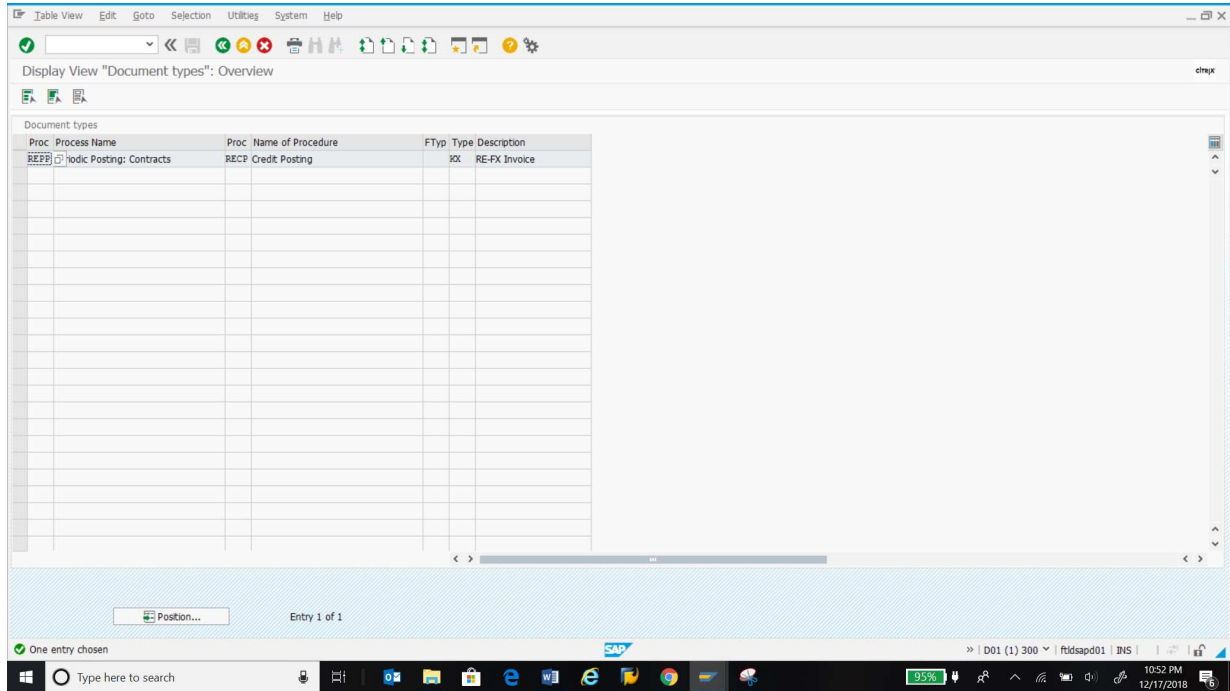 Table View Edit Goto Selection Utilities System Help
Display View "Document types": Overview
citrix
Document types
Proc Process Name Proc Name of Procedure FTyp Type Description
REPP iodic Posting: Contracts RECP Credit Posting KX RE-FX Invoice
Position... Entry 1 of 1
One entry chosen SAP D01 (1) 300 ftldsapd01 INS
Type here to search 95% 10:52 PM
12/17/2018 6